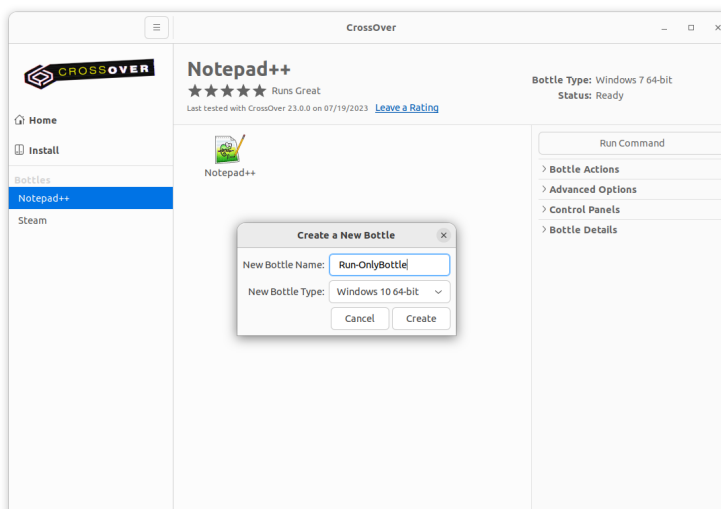 CrossOver
CROSSOVER
Home
Install
Bottles
Notepad++
Steam
Notepad++
Runs Great
Last tested with CrossOver 23.0.0 on 07/19/2023 Leave a Rating
Bottle Type: Windows 7 64-bit
Status: Ready
Notepad++
Run Command
Bottle Actions
Advanced Options
Control Panels
Bottle Details
Create a New Bottle
New Bottle Name: Run-OnlyBottle
New Bottle Type: Windows 10 64-bit
Cancel Create